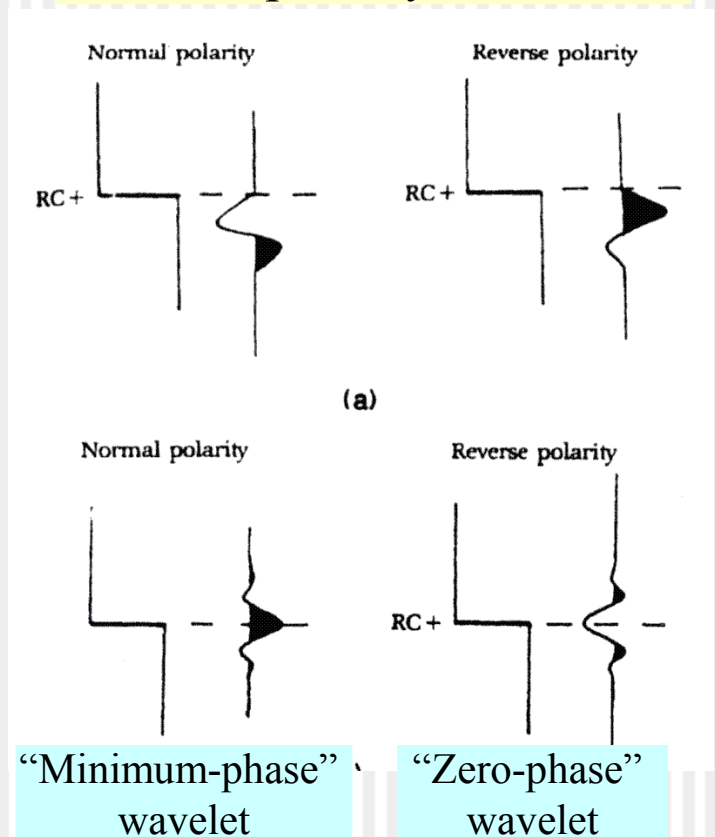 Normal polarity Reverse polarity
RC+ RC+
(a)
Normal polarity Reverse polarity
RC+
“Minimum-phase” “Zero-phase”
wavelet wavelet